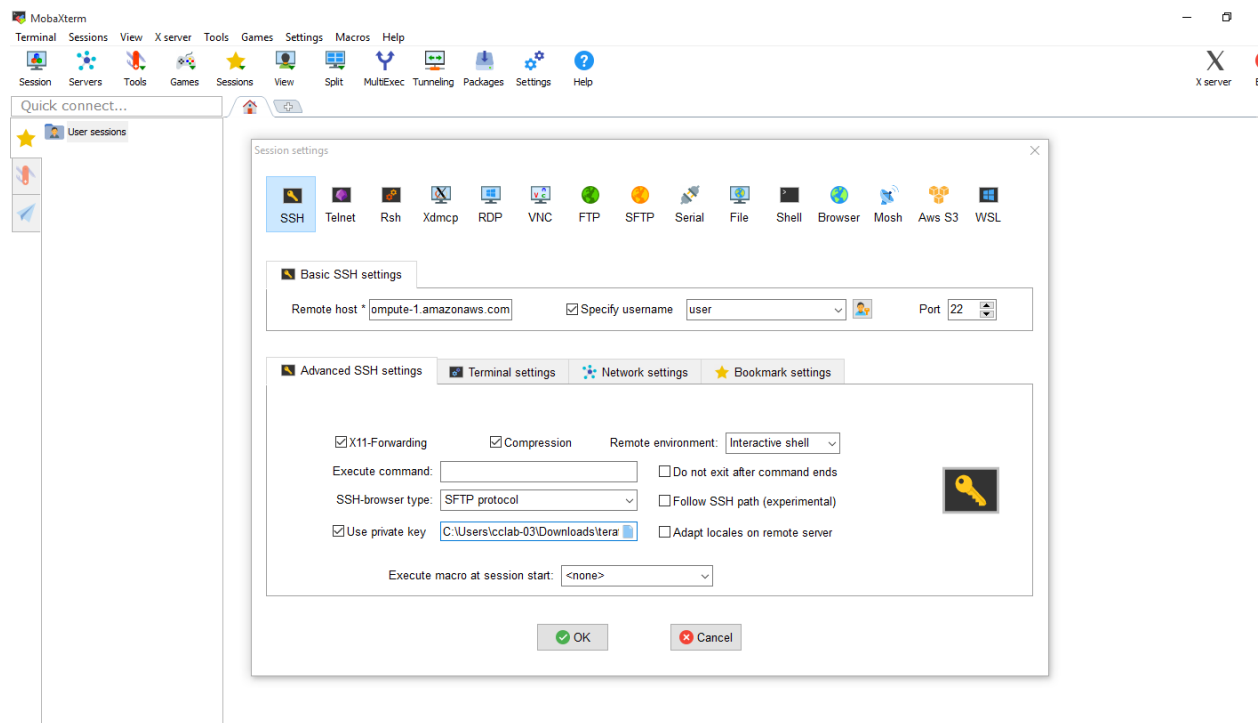 MobaXterm
Terminal Sessions View X server Tools Games Settings Macros Help
Session Servers Tools Games Sessions View Split MultiExec Tunneling Packages Settings Help X server
Quick connect...
User sessions
Session settings
SSH Telnet Rsh Xdmcp RDP VNC FTP SFTP Serial File Shell Browser Mosh Aws S3 WSL
Basic SSH settings
Remote host * ompute-1.amazonaws.com Specify username user Port 22
Advanced SSH settings Terminal settings Network settings Bookmark settings
X11-Forwarding Compression Remote environment: Interactive shell
Execute command: Do not exit after command ends
SSH-browser type: SFTP protocol Follow SSH path (experimental)
Use private key C:\Users\cclab-03\Downloads\tera Adapt locales on remote server
Execute macro at session start: <none>
OK Cancel